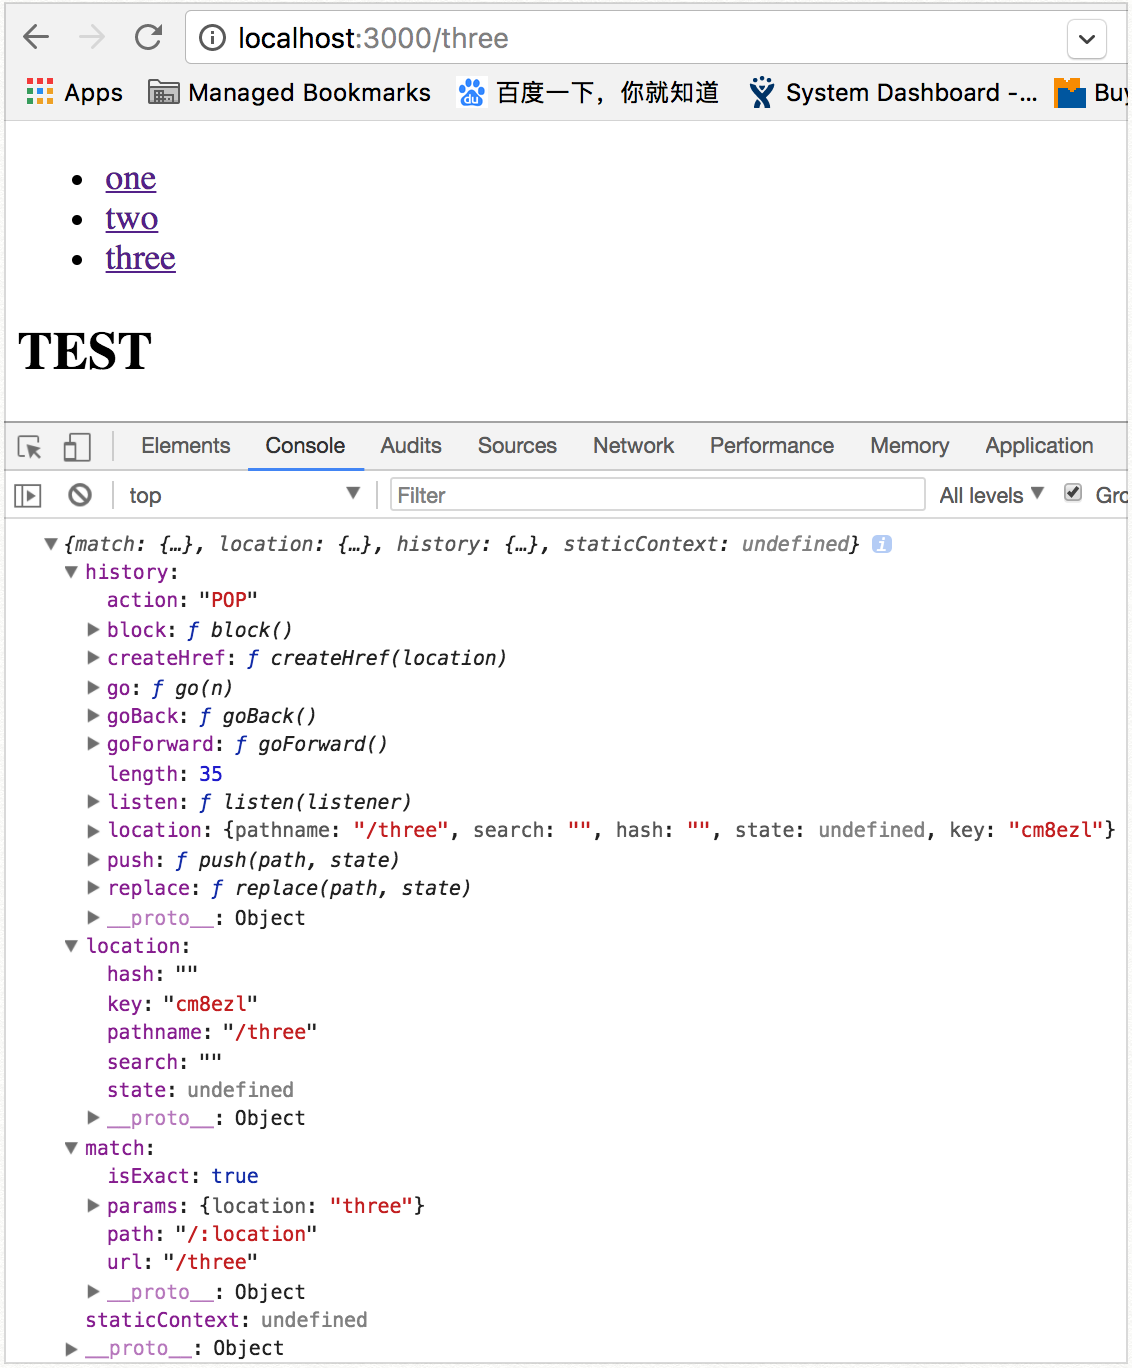 localhost:3000/three
Apps Managed Bookmarks 百度一下，你就知道 System Dashboard -... Buy
one
two
three
TEST
Elements Console Audits Sources Network Performance Memory Application
top Filter All levels Gro
{match: {…}, location: {…}, history: {…}, staticContext: undefined} i
history:
action: "POP"
block: ƒ block()
createHref: ƒ createHref(location)
go: ƒ go(n)
goBack: ƒ goBack()
goForward: ƒ goForward()
length: 35
listen: ƒ listen(listener)
location: {pathname: "/three", search: "", hash: "", state: undefined, key: "cm8ezl"}
push: ƒ push(path, state)
replace: ƒ replace(path, state)
__proto__: Object
location:
hash: ""
key: "cm8ezl"
pathname: "/three"
search: ""
state: undefined
__proto__: Object
match:
isExact: true
params: {location: "three"}
path: "/:location"
url: "/three"
__proto__: Object
staticContext: undefined
__proto__: Object